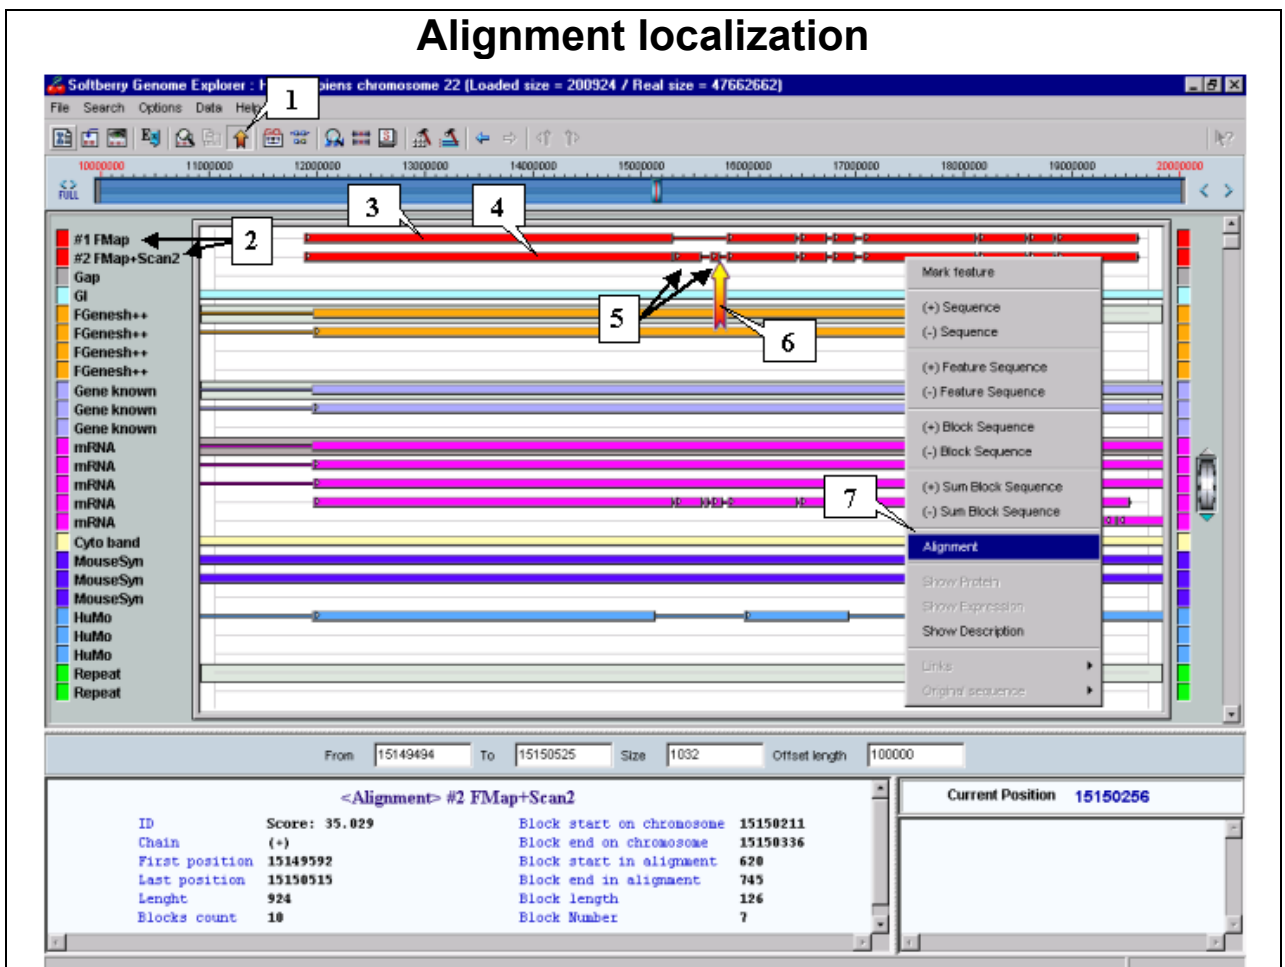 Alignment localization
Softberry Genome Explorer : H piens chromosome 22 (Loaded size = 200924 / Real size = 47662662)
File Search Options Data Help
1
10000000 11000000 12000000 13000000 14000000 15000000 16000000 17000000 18000000 19000000 20000000
FULL
3 4
2
#1 FMap
#2 FMap+Scan2
Gap
GI
FGenesh++
FGenesh++
FGenesh++
FGenesh++
Gene known
Gene known
Gene known
mRNA
mRNA
mRNA
mRNA
mRNA
Cyto band
MouseSyn
MouseSyn
MouseSyn
HuMo
HuMo
HuMo
Repeat
Repeat
5
6
7
Mark feature
(+) Sequence
(-) Sequence
(+) Feature Sequence
(-) Feature Sequence
(+) Block Sequence
(-) Block Sequence
(+) Sum Block Sequence
(-) Sum Block Sequence
Alignment
Show Protein
Show Expression
Show Description
Links
Original sequence
From 15149494 To 15150525 Size 1032 Offset length 100000
<Alignment> #2 FMap+Scan2
ID Score: 35.029 Block start on chromosome 15150211
Chain (+) Block end on chromosome 15150336
First position 15149592 Block start in alignment 620
Last position 15150515 Block end in alignment 745
Lenght 924 Block length 126
Blocks count 10 Block Number 7
Current Position 15150256